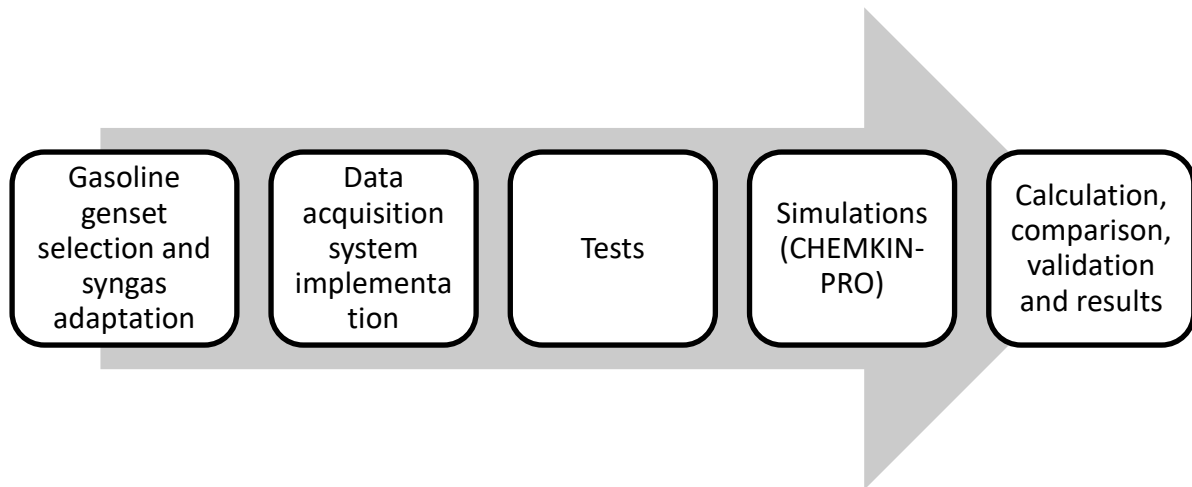 Gasoline
genset
selection and
syngas
adaptation
Data
acquisition
system
implementa
tion
Tests
Simulations
(CHEMKIN-
PRO)
Calculation,
comparison,
validation
and results